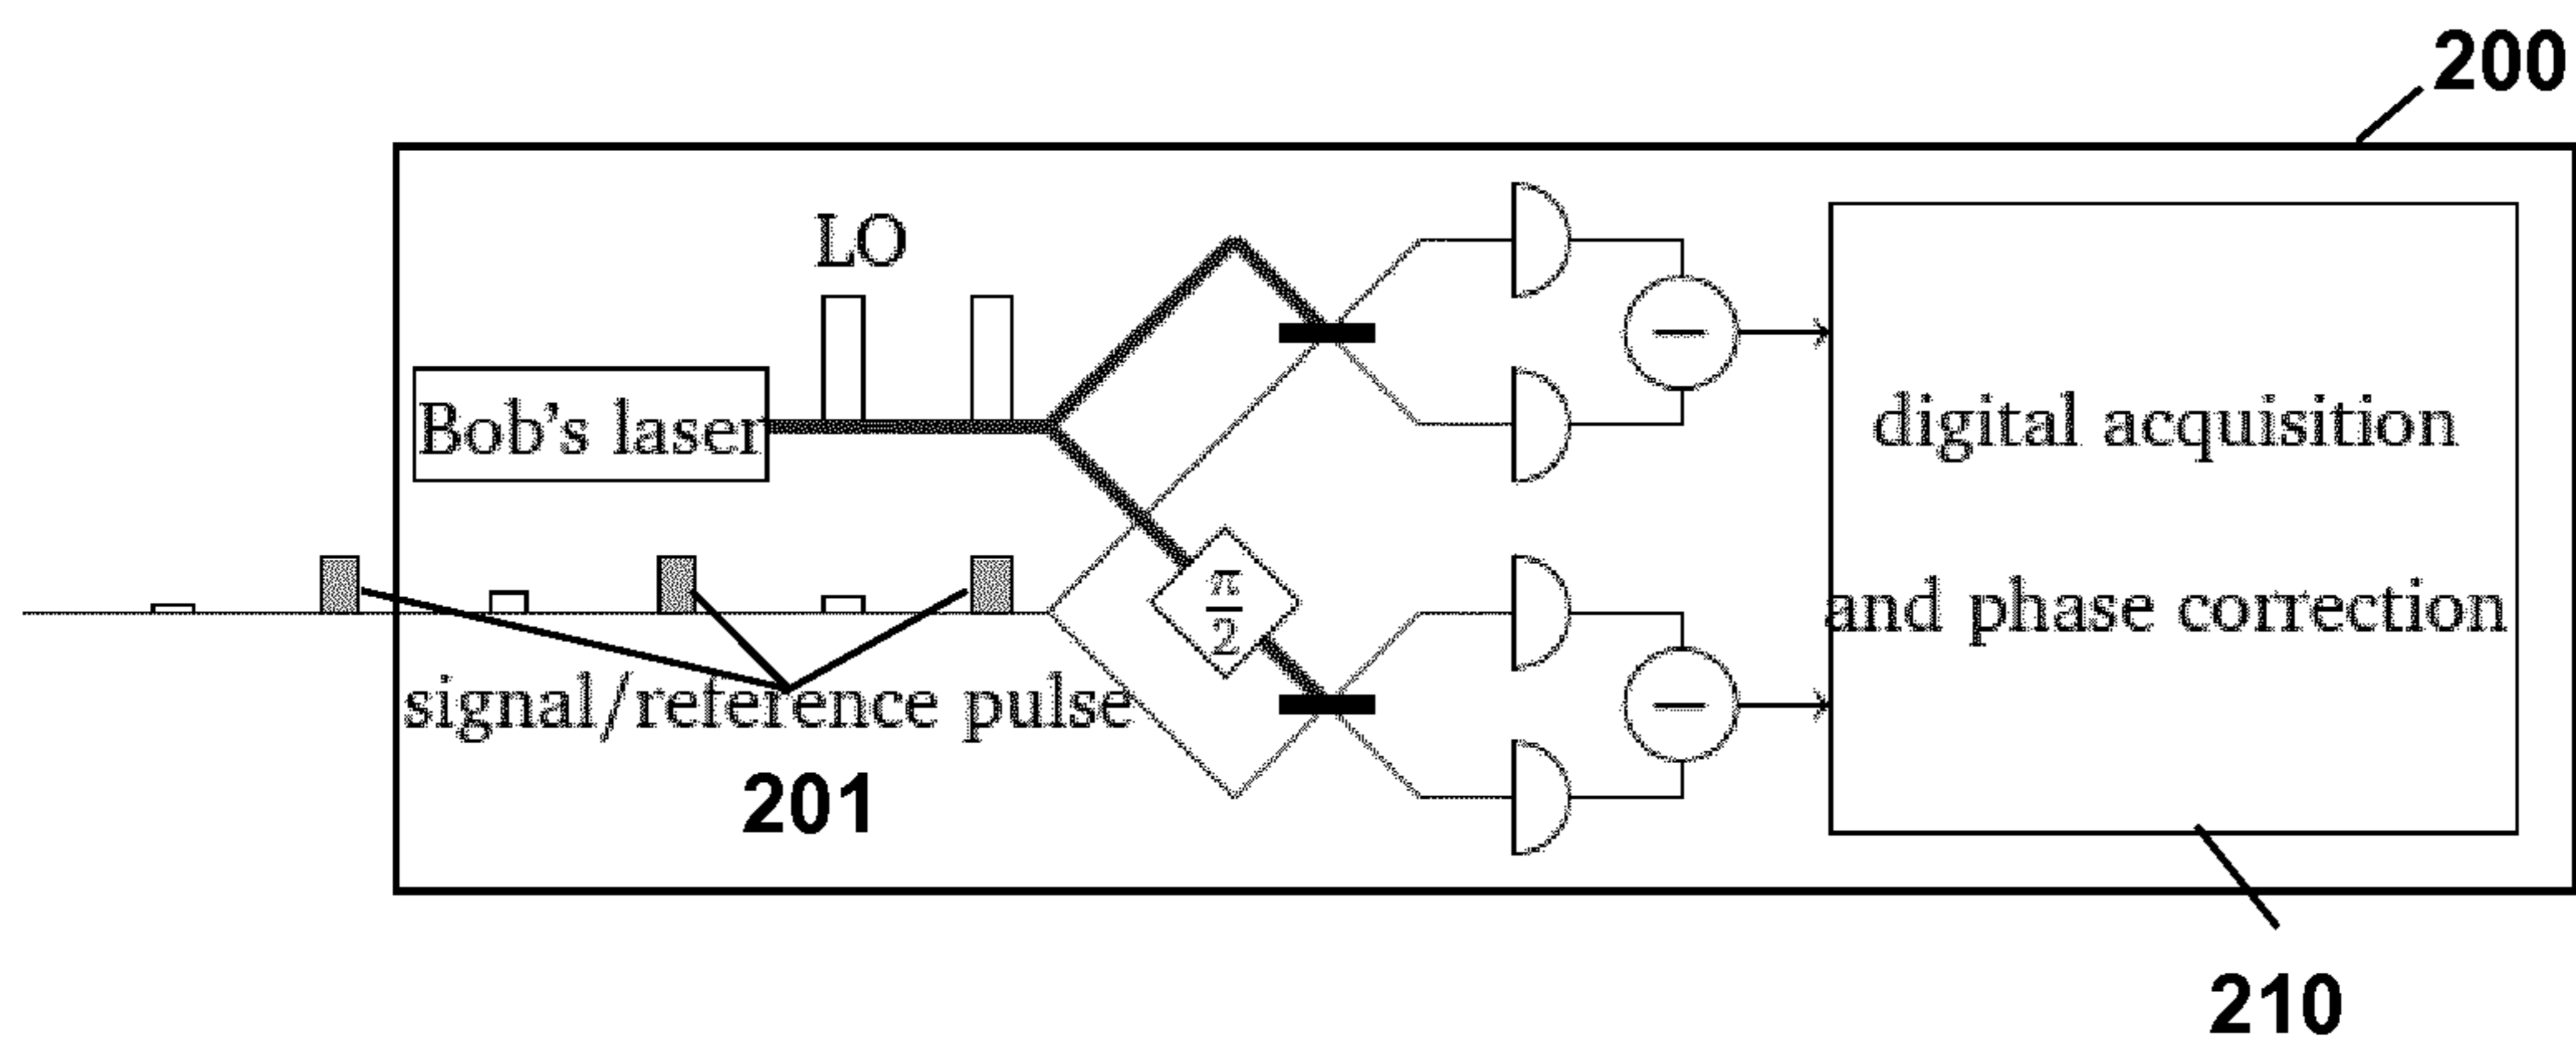 200
LO
Bob's laser
digital acquisition
and phase correction
π
2
signal/reference pulse
201
210